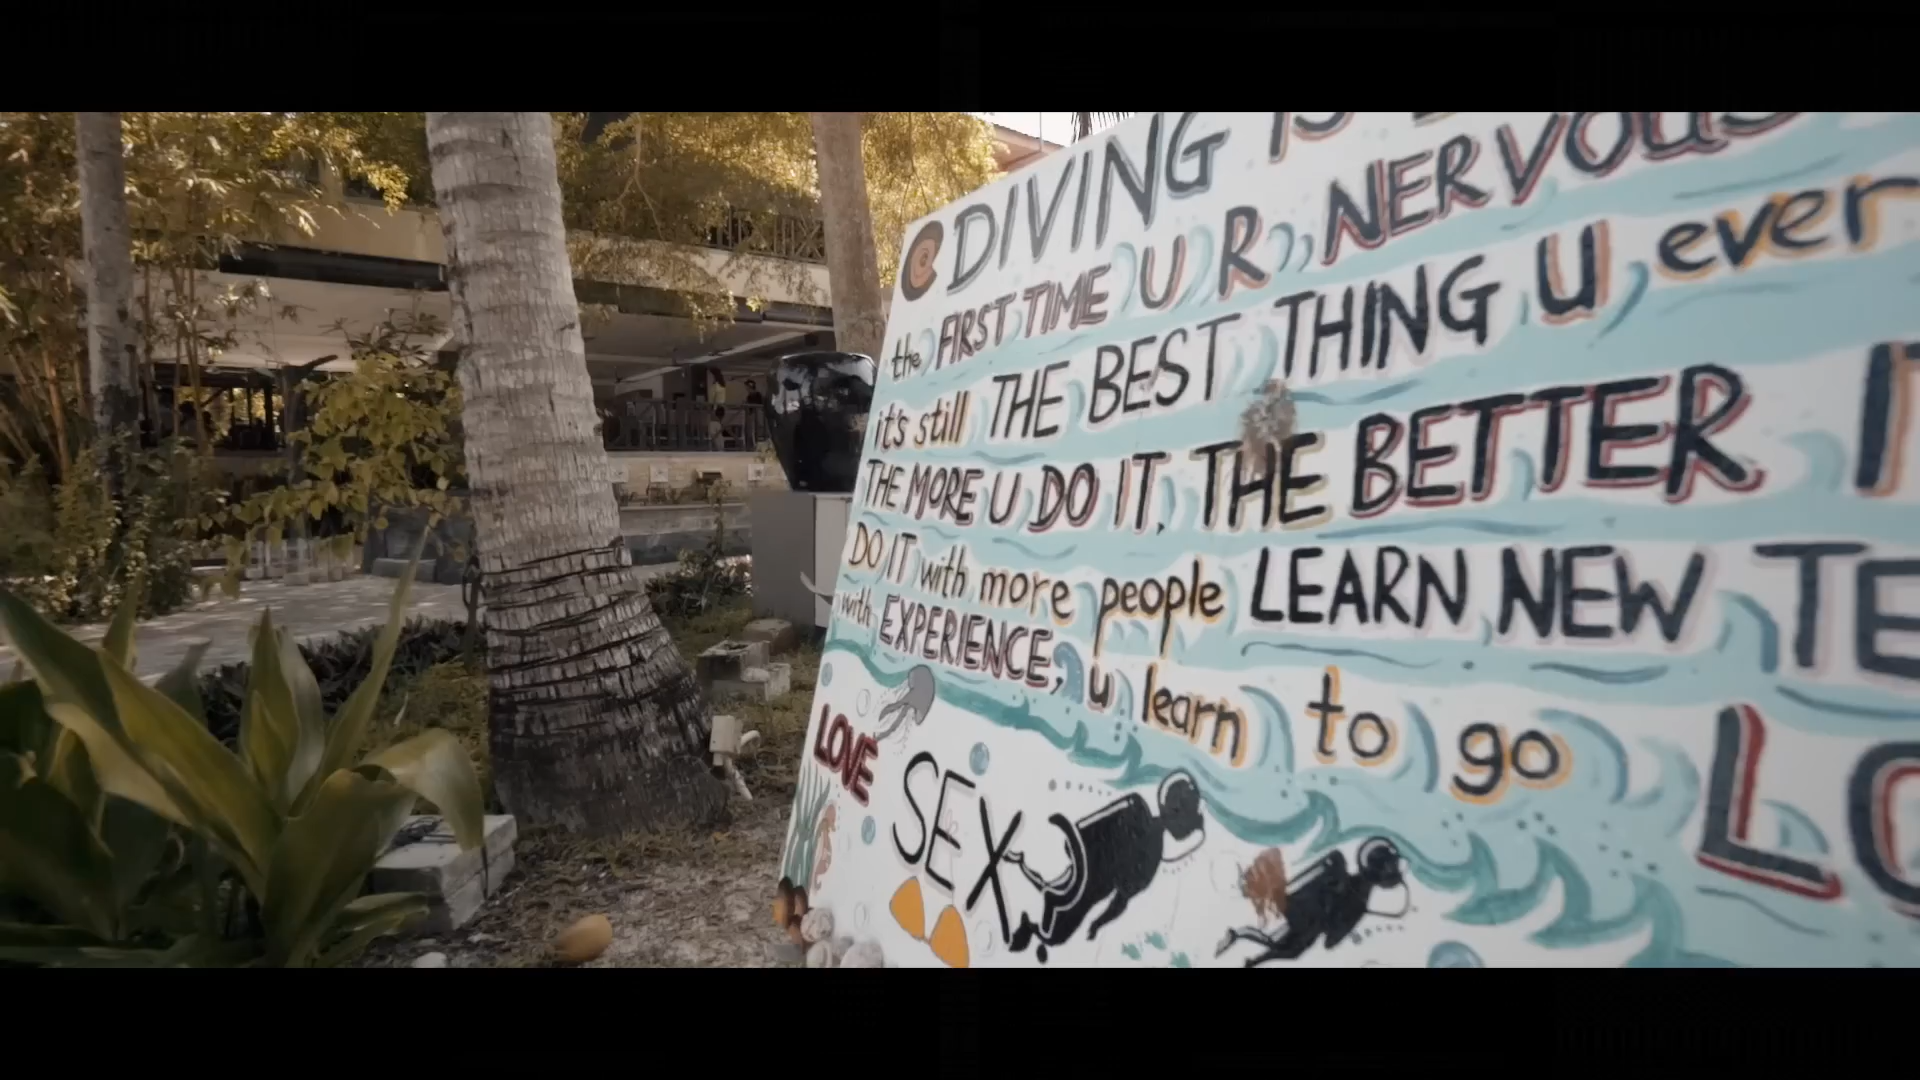 DIVING IS
the FIRST TIME U R NERVOUS
it's still THE BEST THING U ever
THE MORE U DO IT, THE BETTER
DO IT with more people LEARN NEW
with EXPERIENCE, u learn to go
LOVE
SEX